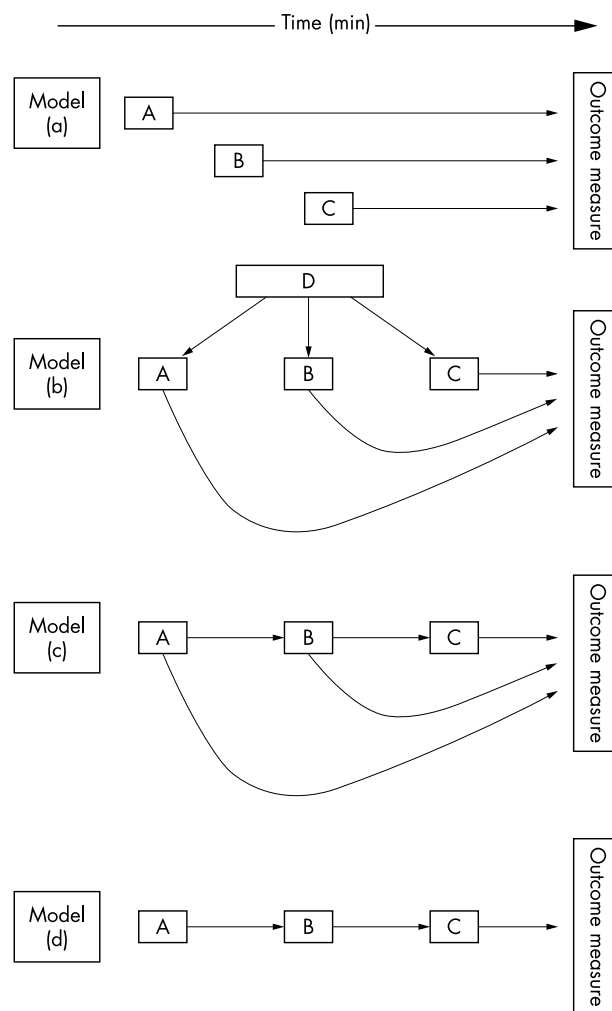 Time (min)
Model
(a)
A
B
C
Outcome measure
D
Model
(b)
A
B
C
Outcome measure
Model
(c)
A
B
C
Outcome measure
Model
(d)
A
B
C
Outcome measure